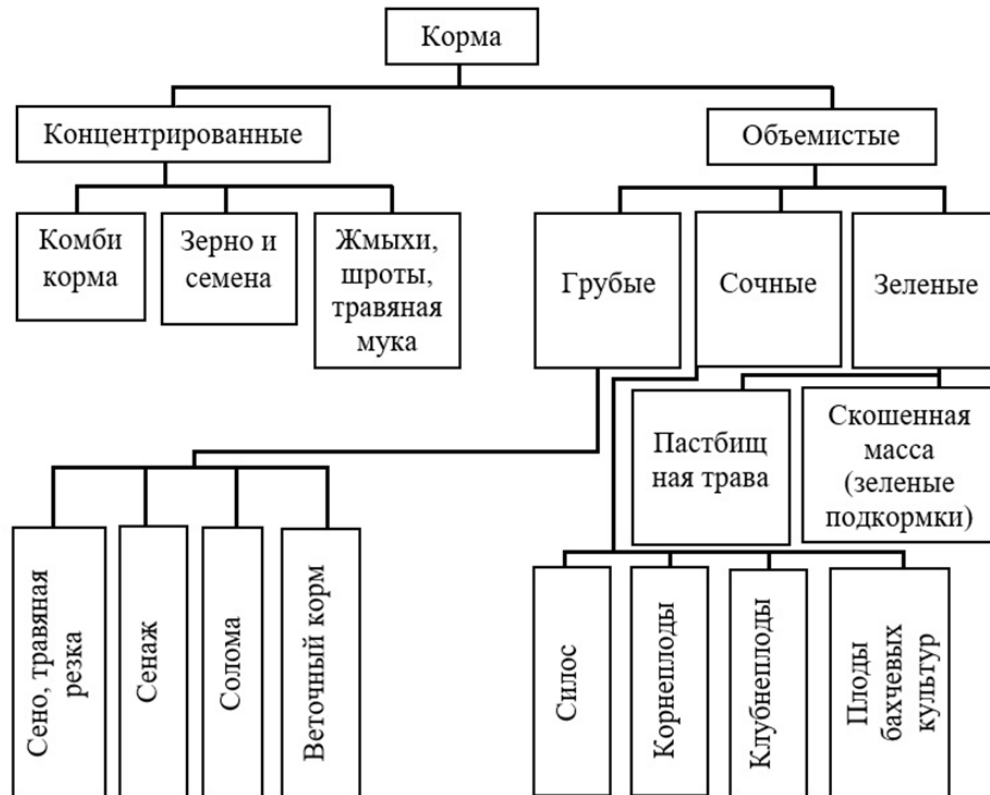 Корма
Концентрированные
Объемистые
Комби
корма
Зерно и
семена
Жмыхи,
шроты,
травяная
мука
Грубые
Сочные
Зеленые
Пастбищ
ная трава
Скошенная
масса
(зеленые
подкормки)
Сено, травяная
резка
Сенаж
Солома
Веточный корм
Силос
Корнеплоды
Клубнеплоды
Плоды
бахчевых
культур